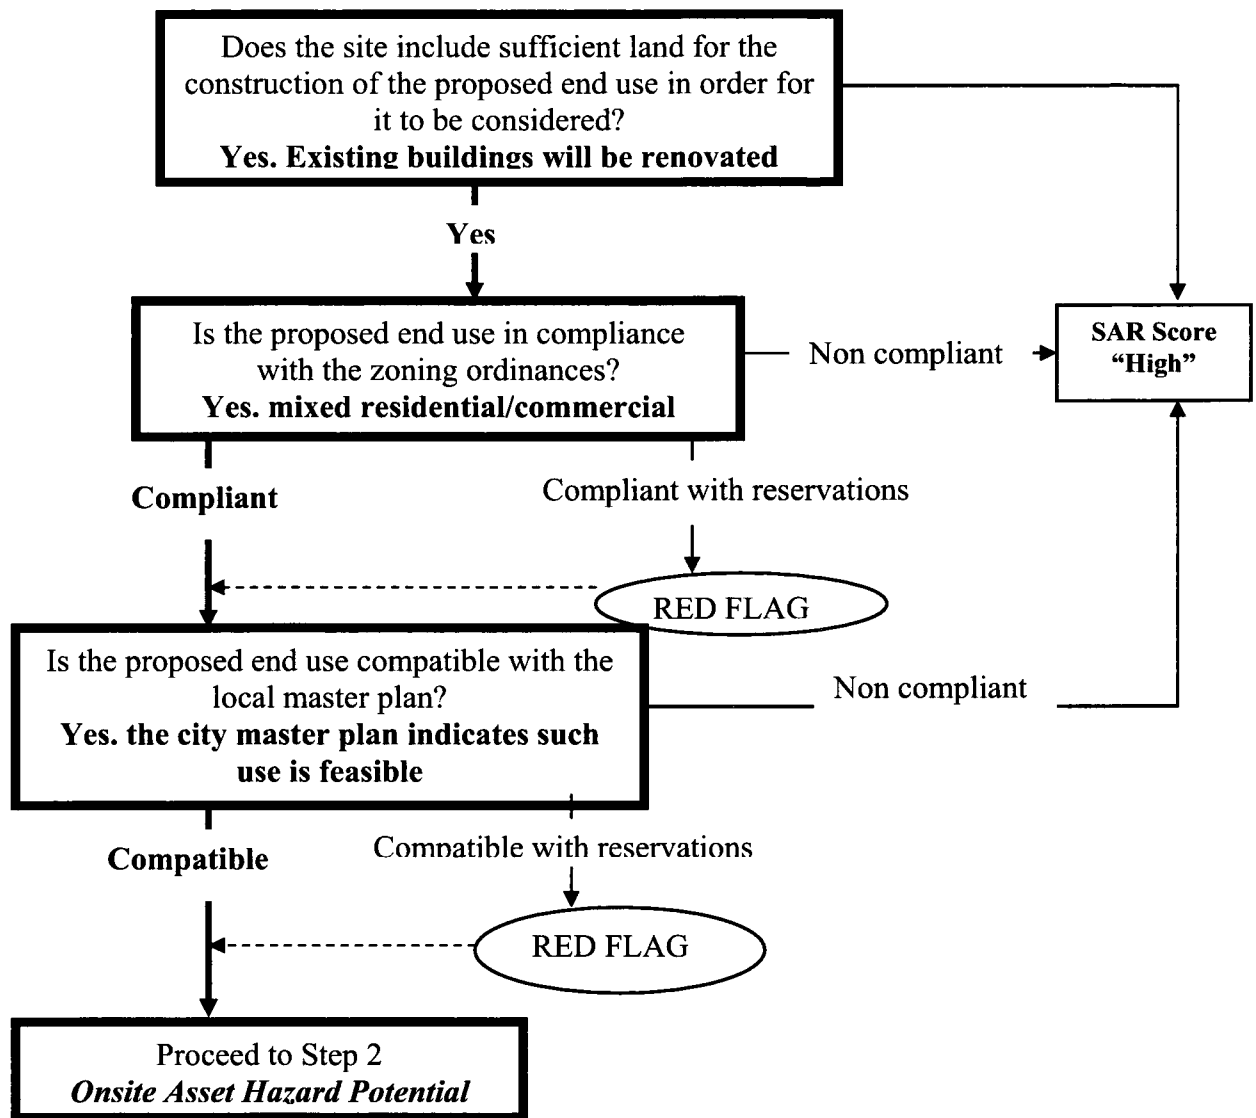 Does the site include sufficient land for the
construction of the proposed end use in order for
it to be considered?
Yes. Existing buildings will be renovated
Yes
Is the proposed end use in compliance
with the zoning ordinances?
Yes. mixed residential/commercial
Non compliant
SAR Score
“High”
Compliant
Compliant with reservations
RED FLAG
Is the proposed end use compatible with the
local master plan?
Yes. the city master plan indicates such
use is feasible
Non compliant
Compatible
Compatible with reservations
RED FLAG
Proceed to Step 2
Onsite Asset Hazard Potential